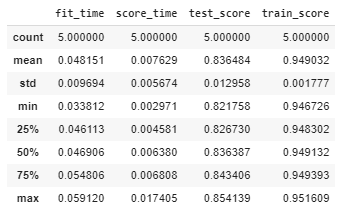 fit_time score_time test_score train_score
count 5.000000 5.000000 5.000000 5.000000
mean 0.048151 0.007629 0.836484 0.949032
std 0.009694 0.005674 0.012958 0.001777
min 0.033812 0.002971 0.821758 0.946726
25% 0.046113 0.004581 0.826730 0.948302
50% 0.046906 0.006380 0.836387 0.949132
75% 0.054806 0.006808 0.843406 0.949393
max 0.059120 0.017405 0.854139 0.951609